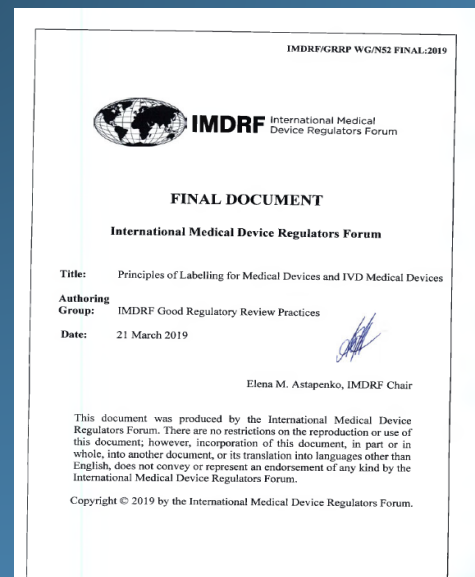 IMDRF/GRRP WG/N52 FINAL:2019
IMDRF International Medical
Device Regulators Forum
FINAL DOCUMENT
International Medical Device Regulators Forum
Title: Principles of Labelling for Medical Devices and IVD Medical Devices
Authoring
Group: IMDRF Good Regulatory Review Practices
Date: 21 March 2019
Elena M. Astapenko, IMDRF Chair
This document was produced by the International Medical Device
Regulators Forum. There are no restrictions on the reproduction or use of
this document; however, incorporation of this document, in part or in
whole, into another document, or its translation into languages other than
English, does not convey or represent an endorsement of any kind by the
International Medical Device Regulators Forum.
Copyright © 2019 by the International Medical Device Regulators Forum.